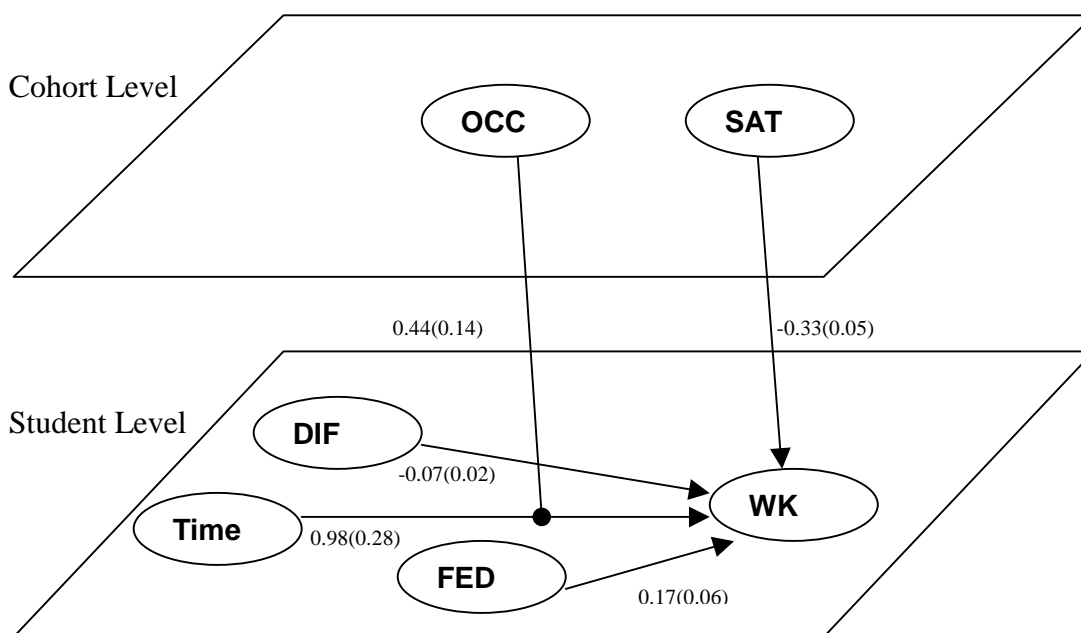 Cohort Level
OCC
SAT
0.44(0.14)
-0.33(0.05)
Student Level
DIF
-0.07(0.02)
WK
Time
0.98(0.28)
FED
0.17(0.06)